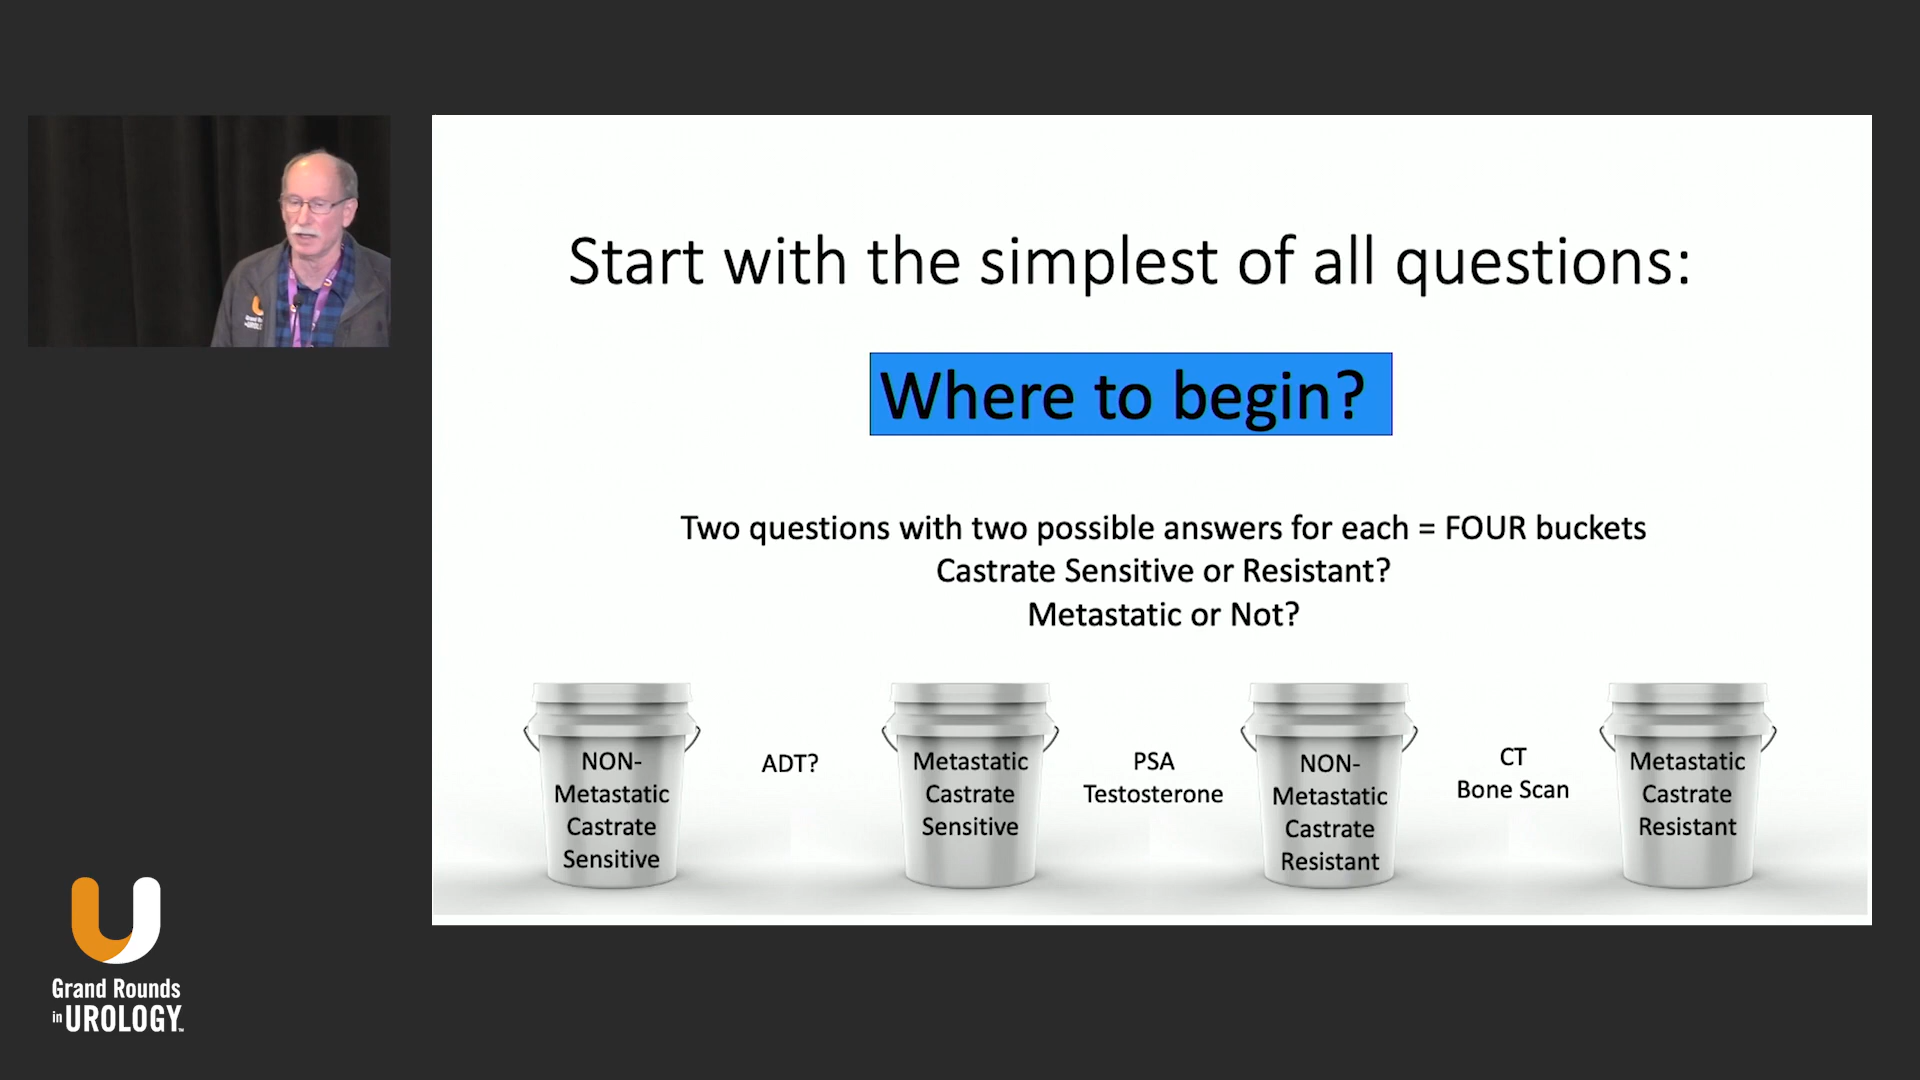 Start with the simplest of all questions:
Where to begin?
Two questions with two possible answers for each = FOUR buckets
Castrate Sensitive or Resistant?
Metastatic or Not?
NON-
Metastatic
Castrate
Sensitive
ADT?
Metastatic
Castrate
Sensitive
PSA
Testosterone
NON-
Metastatic
Castrate
Resistant
CT
Bone Scan
Metastatic
Castrate
Resistant
Grand Rounds
in UROLOGY™